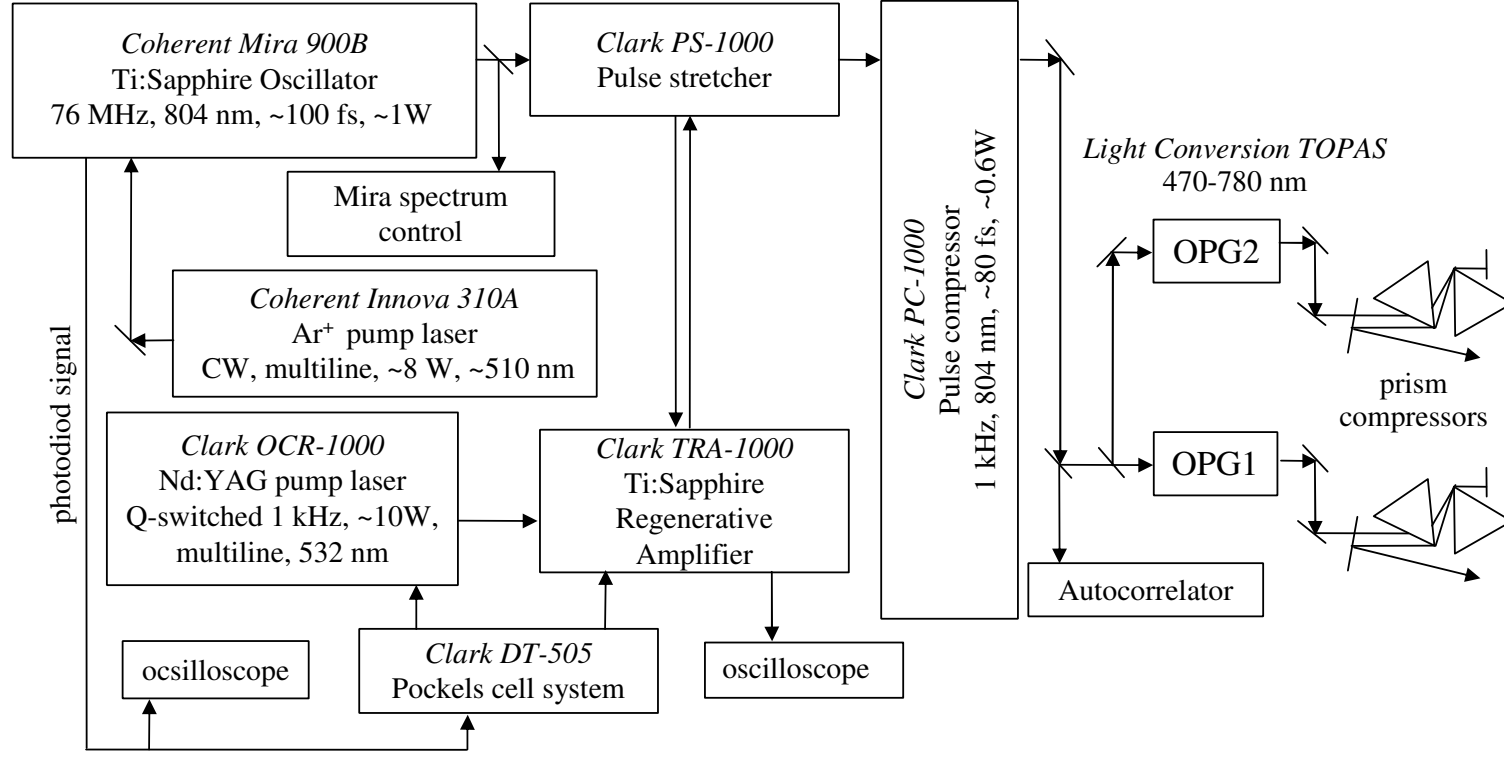 Coherent Mira 900B
Ti:Sapphire Oscillator
76 MHz, 804 nm, ~100 fs, ~1W
Clark PS-1000
Pulse stretcher
Mira spectrum
control
Coherent Innova 310A
Ar⁺ pump laser
CW, multiline, ~8 W, ~510 nm
photodiod signal
Clark OCR-1000
Nd:YAG pump laser
Q-switched 1 kHz, ~10W,
multiline, 532 nm
Clark TRA-1000
Ti:Sapphire
Regenerative
Amplifier
Clark DT-505
Pockels cell system
ocsilloscope
oscilloscope
Clark PC-1000
Pulse compressor
1 kHz, 804 nm, ~80 fs, ~0.6W
Light Conversion TOPAS
470-780 nm
OPG2
prism
compressors
OPG1
Autocorrelator